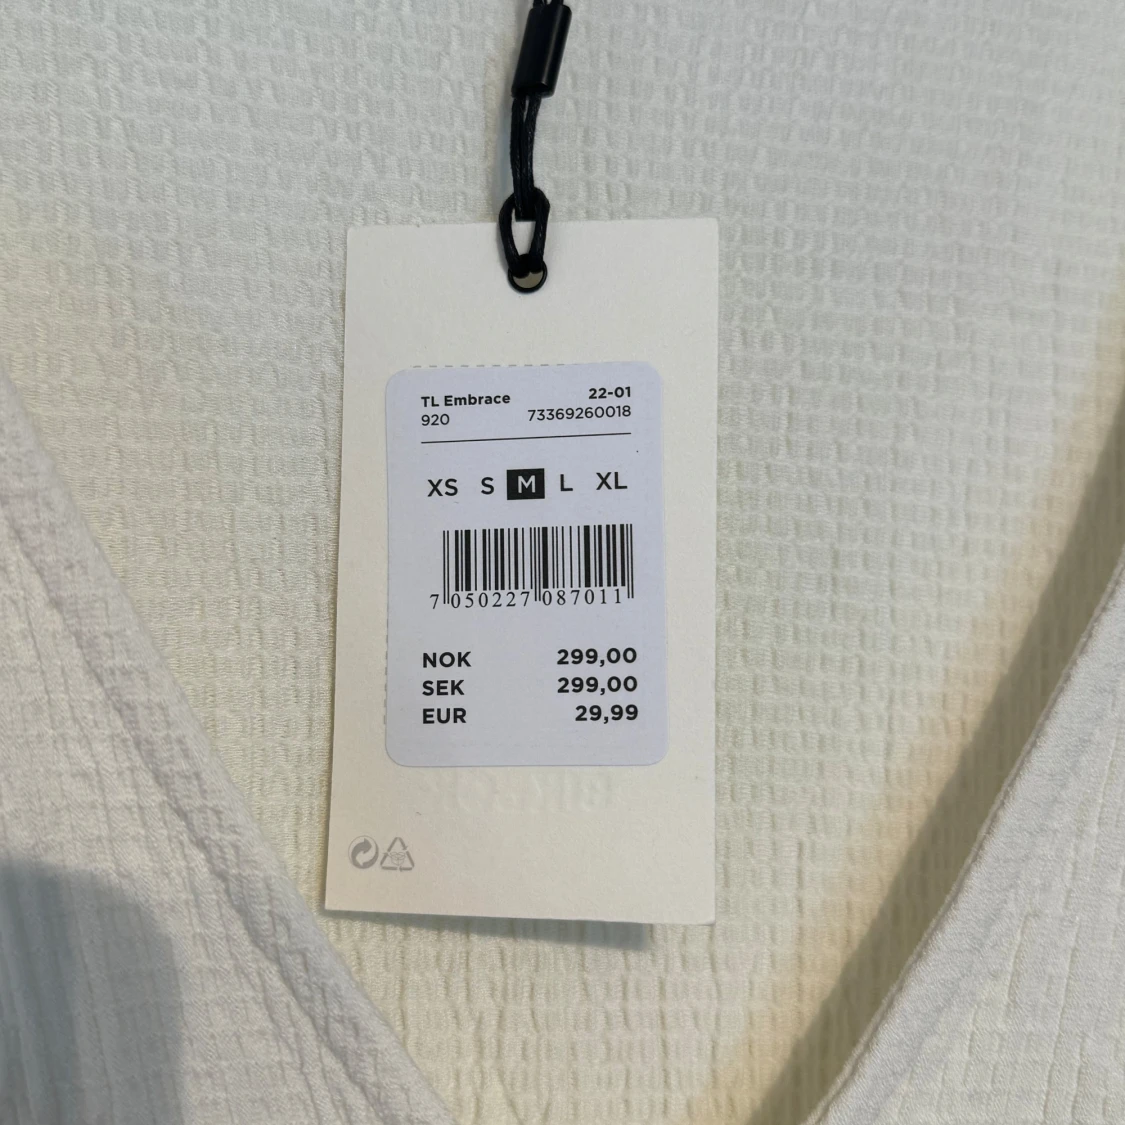 TL Embrace 22-01
920 73369260018
XS S M L XL
7 050227 087011
NOK 299,00
SEK 299,00
EUR 29,99